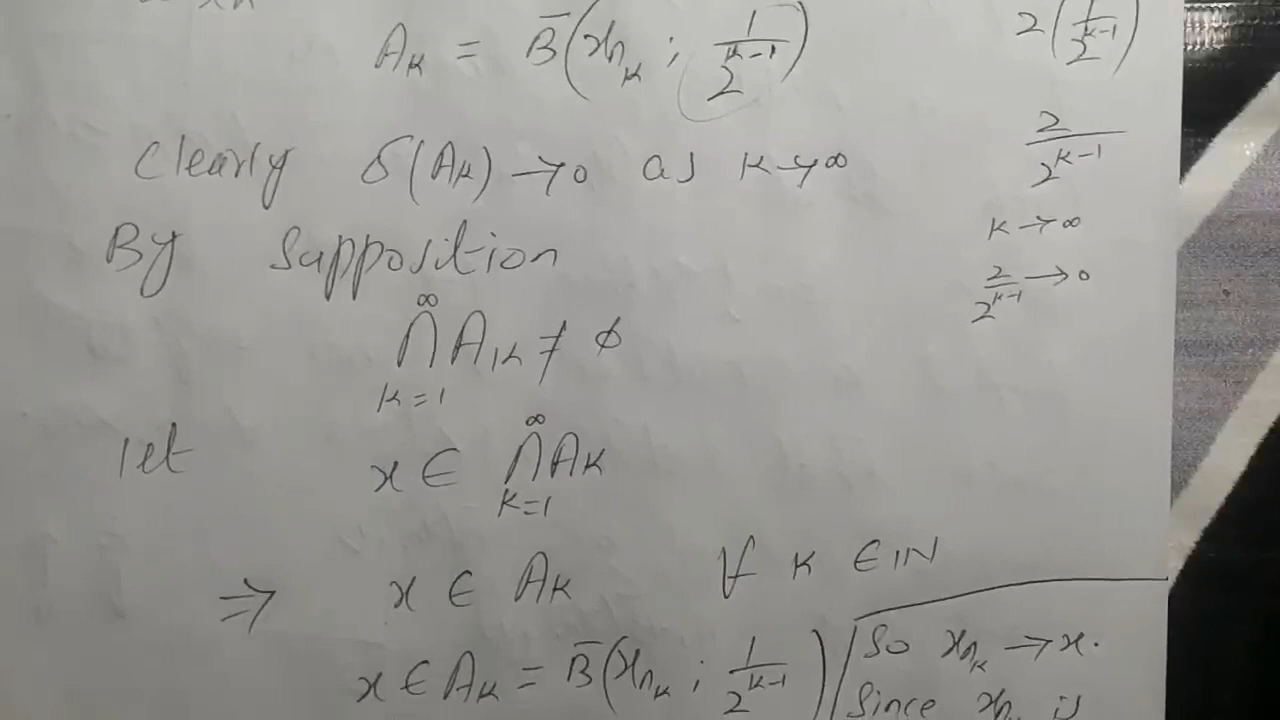 A_K = B̄(x_{n_K} ; 1/2^{K-1})
2(1/2^{K-1})
Clearly δ(A_K) → 0 as K → ∞
2/2^{K-1}
K → ∞
By Supposition
2/2^{K-1} → 0
∞
⋂ A_K ≠ ϕ
K=1
let x ∈ ∞⋂K=1 A_K
⇒ x ∈ A_K ∀ K ∈ IN
x ∈ A_K = B̄(x_{n_K} ; 1/2^{K-1})
So x_{n_K} → x.
Since is